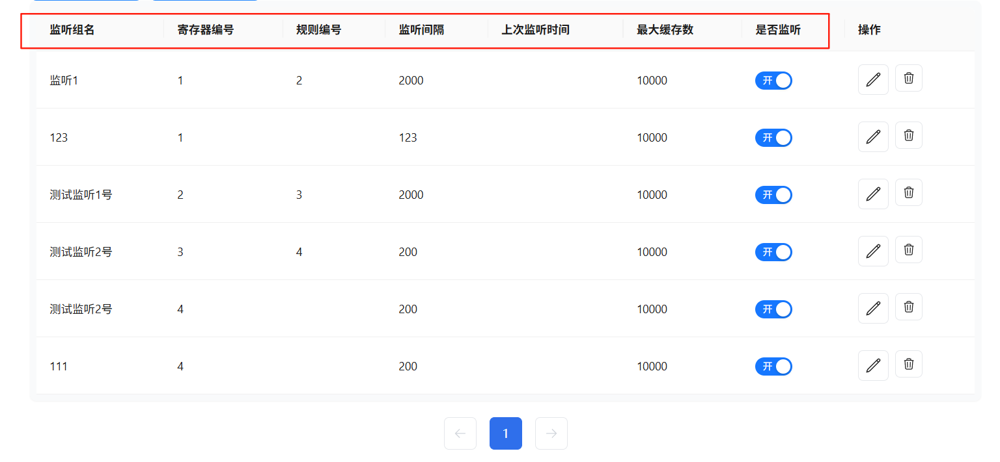 监听组名 寄存器编号 规则编号 监听间隔 上次监听时间 最大缓存数 是否监听 操作
监听1 1 2 2000 10000 开
123 1 123 10000 开
测试监听1号 2 3 2000 10000 开
测试监听2号 3 4 200 10000 开
测试监听2号 4 200 10000 开
111 4 200 10000 开
1